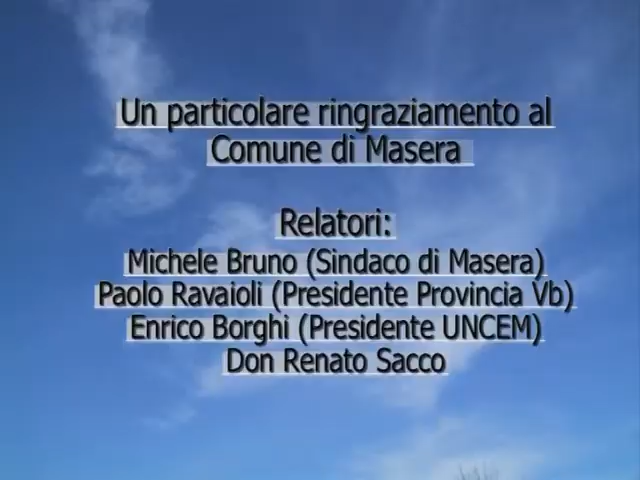 Un particolare ringraziamento al
Comune di Masera
Relatori:
Michele Bruno (Sindaco di Masera)
Paolo Ravaioli (Presidente Provincia Vb)
Enrico Borghi (Presidente UNCEM)
Don Renato Sacco